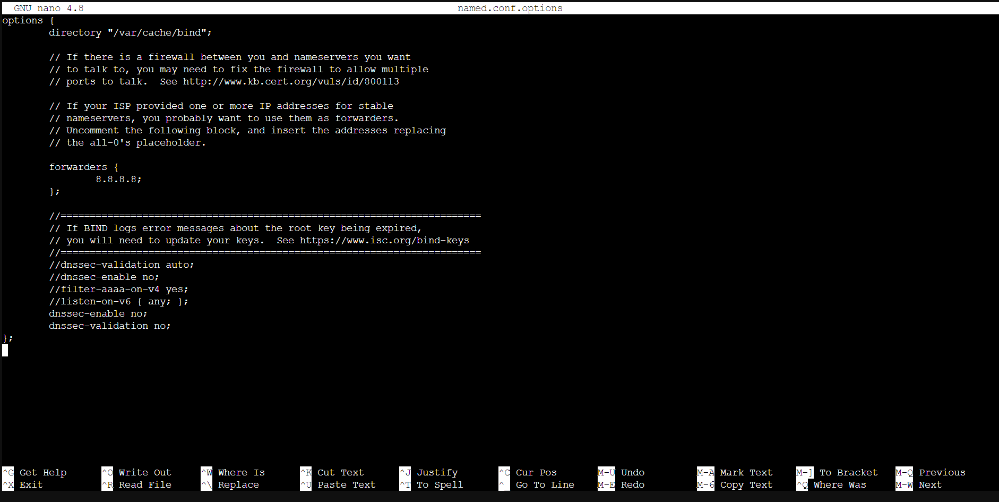 GNU nano 4.8 named.conf.options
options {
directory "/var/cache/bind";
// If there is a firewall between you and nameservers you want
// to talk to, you may need to fix the firewall to allow multiple
// ports to talk.  See http://www.kb.cert.org/vuls/id/800113
// If your ISP provided one or more IP addresses for stable
// nameservers, you probably want to use them as forwarders.
// Uncomment the following block, and insert the addresses replacing
// the all-0's placeholder.
forwarders {
8.8.8.8;
};
//========================================================================
// If BIND logs error messages about the root key being expired,
// you will need to update your keys.  See https://www.isc.org/bind-keys
//========================================================================
//dnssec-validation auto;
//dnssec-enable no;
//filter-aaaa-on-v4 yes;
//listen-on-v6 { any; };
dnssec-enable no;
dnssec-validation no;
};
^G Get Help ^O Write Out ^W Where Is ^K Cut Text ^J Justify ^C Cur Pos M-U Undo M-A Mark Text M-] To Bracket M-Q Previous
^X Exit ^R Read File ^\ Replace ^U Paste Text ^T To Spell ^_ Go To Line M-E Redo M-6 Copy Text ^Q Where Was M-W Next